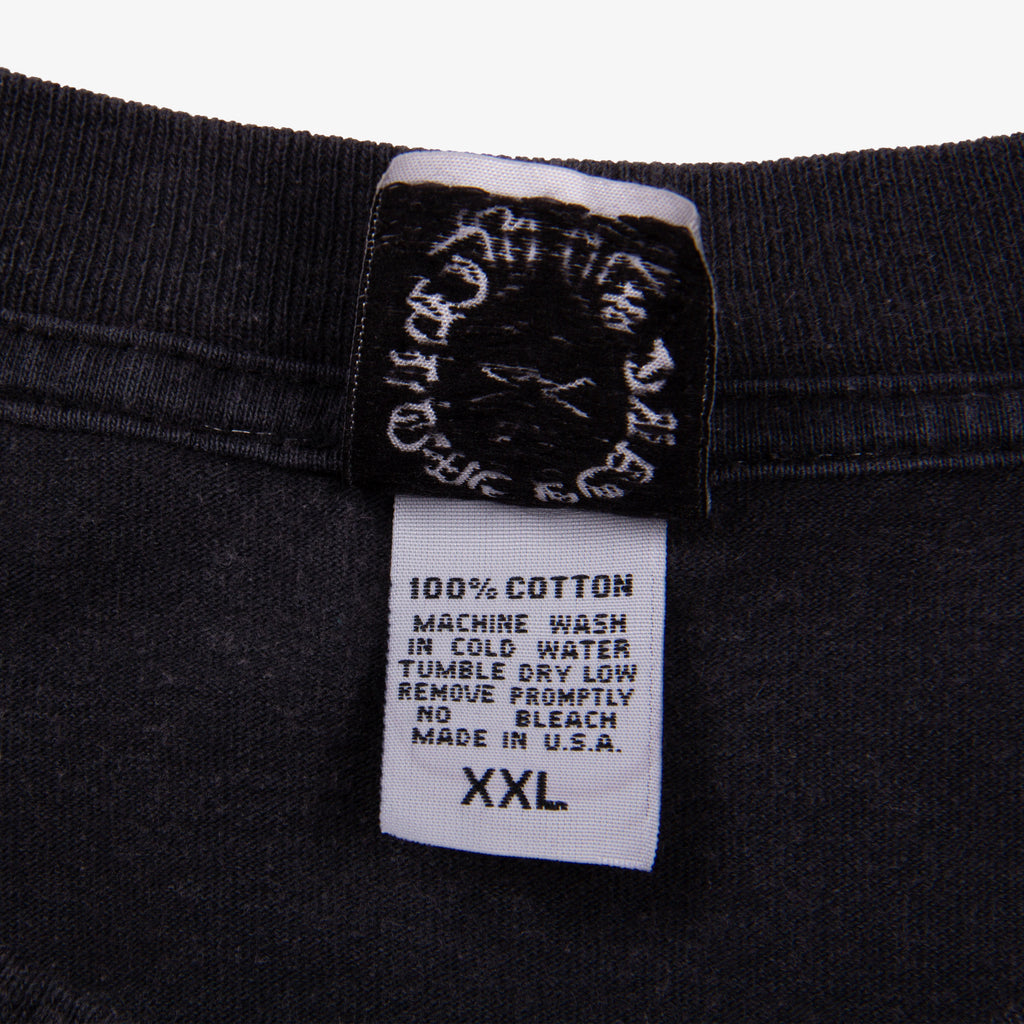 100% COTTON
MACHINE WASH
IN COLD WATER
TUMBLE DRY LOW
REMOVE PROMPTLY
NO BLEACH
MADE IN U.S.A.
XXL